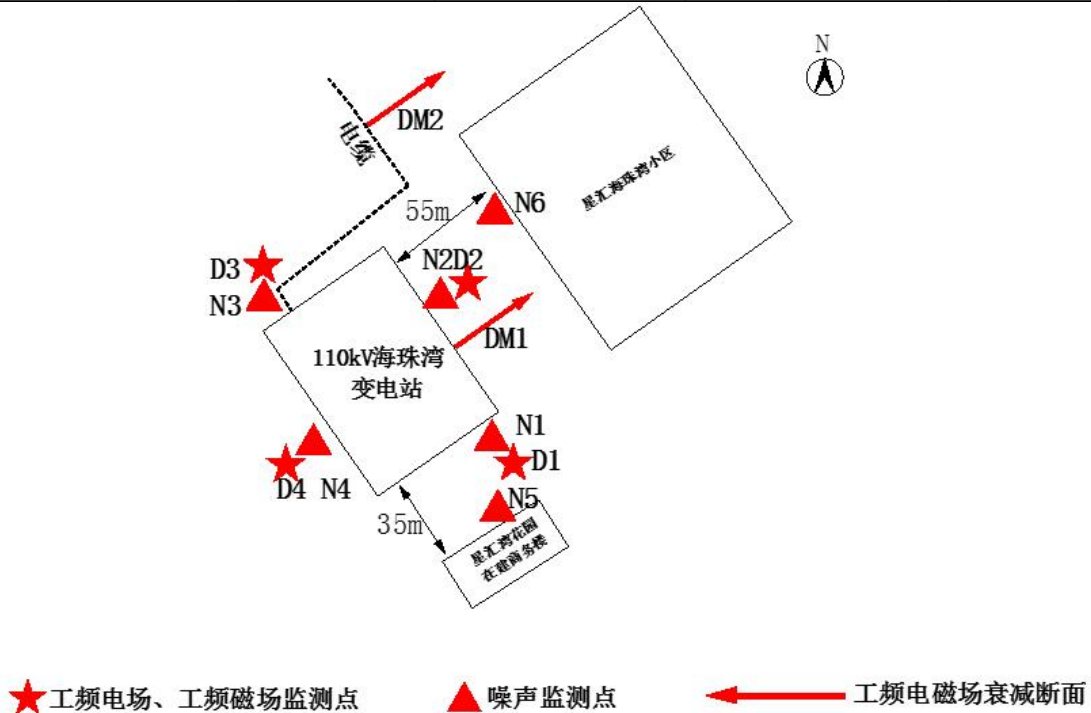 N
DM2
电缆
星汇海珠湾小区
55m
N6
D3
N2D2
N3
DM1
110kV海珠湾
变电站
N1
D1
D4 N4
N5
35m
星汇湾花园
在建商务楼
工频电场、工频磁场监测点
噪声监测点
工频电磁场衰减断面